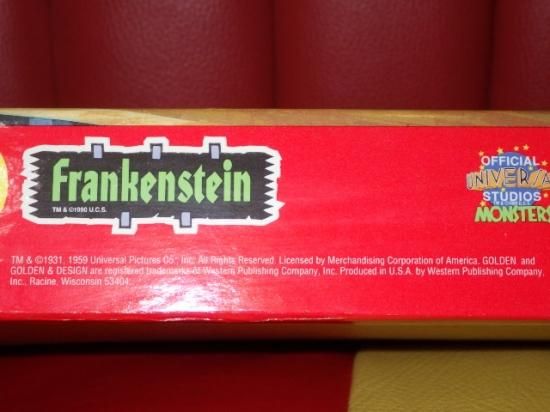 Frankenstein
TM & ©1990 U.C.S.
OFFICIAL
UNIVERSAL
STUDIOS
MONSTERS
TM & ©1931, 1959 Universal Pictures Co., Inc. All Rights Reserved. Licensed by Merchandising Corporation of America. GOLDEN and
GOLDEN & DESIGN are registered trademarks of Western Publishing Company, Inc. Produced in U.S.A. by Western Publishing Company,
Inc., Racine, Wisconsin 53404.